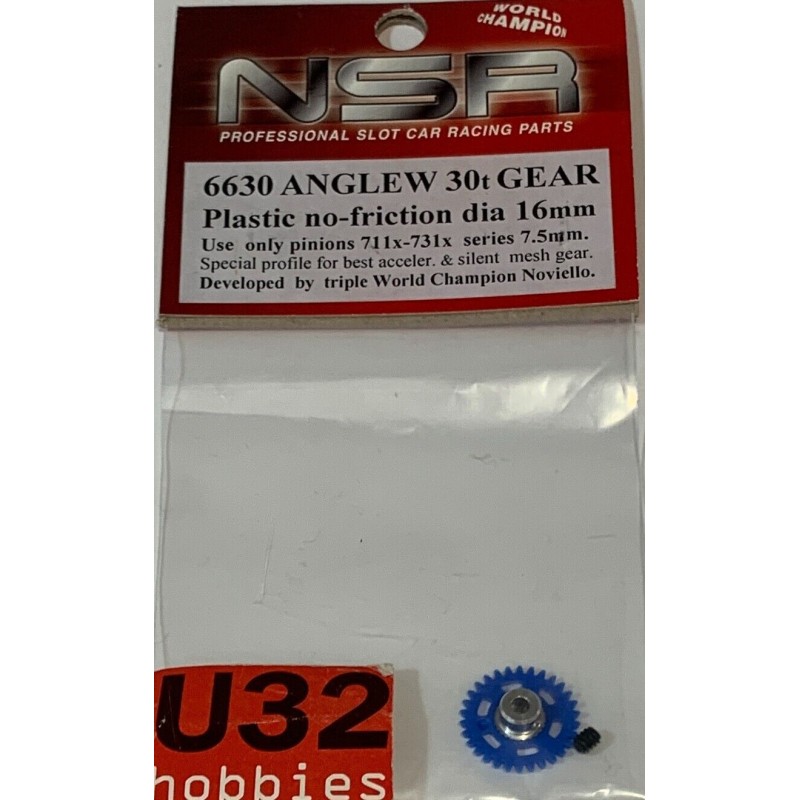 WORLD
CHAMPION
NSR
PROFESSIONAL SLOT CAR RACING PARTS
6630 ANGLEW 30t GEAR
Plastic no-friction dia 16mm
Use only pinions 711x-731x series 7.5mm.
Special profile for best acceler. & silent mesh gear.
Developed by triple World Champion Noviello.
U32
hobbies